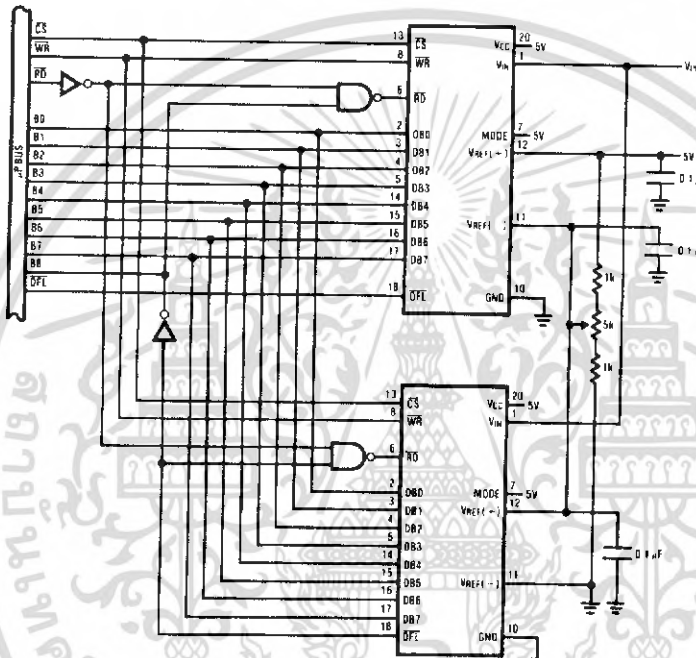 CS
WR
RD
B0
B1
B2
B3
B4
B5
B6
B7
B8
OFL
µPBUS
13 CS
8 WR
6 RD
2 DB0
3 DB1
4 DB2
5 DB3
14 DB4
15 DB5
16 DB6
17 DB7
18 OFL
VCC 20 5V
VIN 1
VIN
MODE 7 5V
VREF(+) 12
5V
0.1
VREF(-) 11
0.1
GND 10
1k
5k
1k
CS
8 WR
6 RD
2 DB0
3 DB1
4 DB2
5 DB3
14 DB4
15 DB5
16 DB6
17 DB7
18 OFL
VCC 20 5V
VIN 1
MODE 7 5V
VREF(+) 12
0.1 µF
VREF(-) 11
GND 10